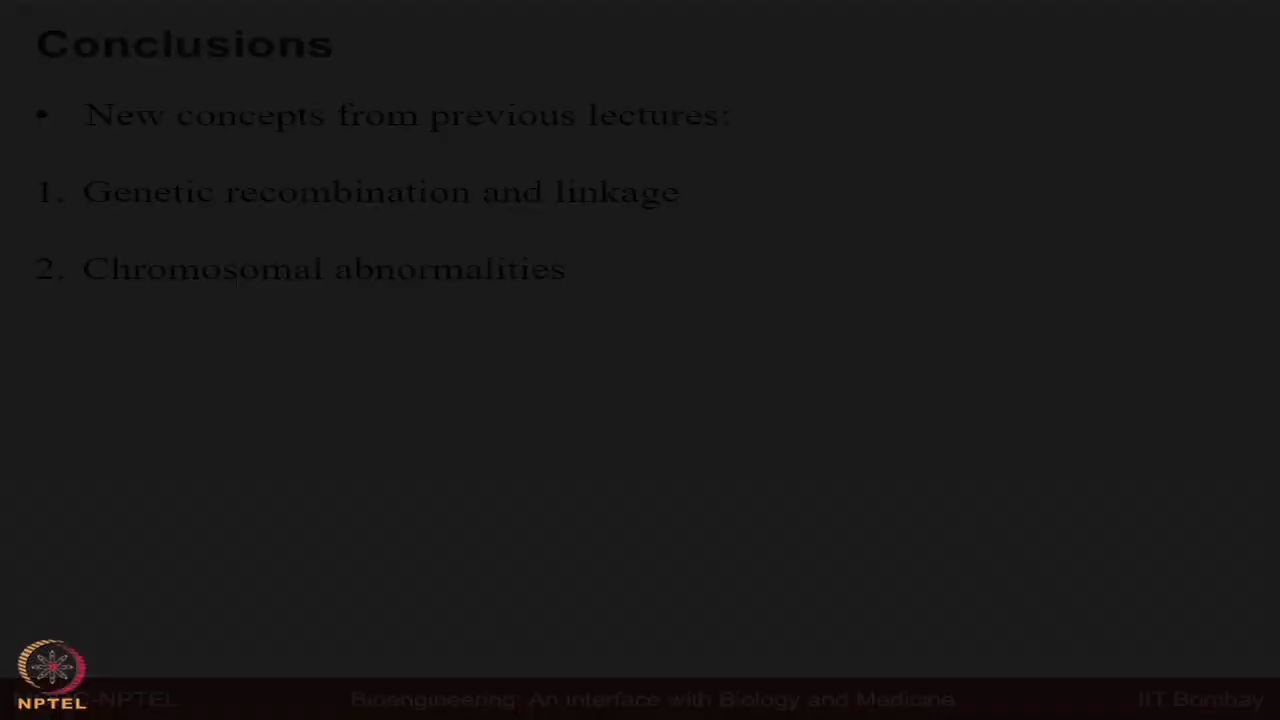 Conclusions
• New concepts from previous lectures:
1. Genetic recombination and linkage
2. Chromosomal abnormalities
NPTEL
-NPTEL Bioengineering: An interface with Biology and Medicine IIT Bombay